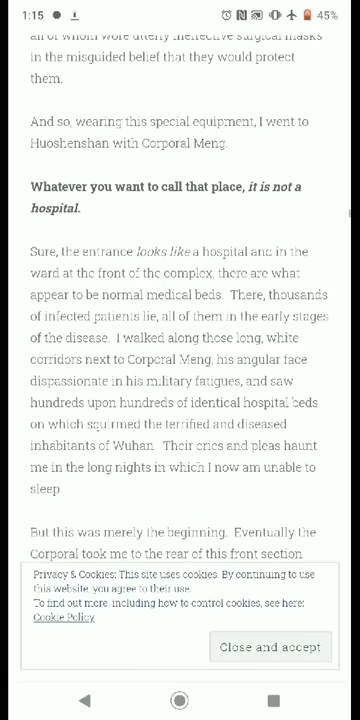 1:15
45%
all of whom wore utterly ineffective surgical masks
in the misguided belief that they would protect
them.
And so, wearing this special equipment, I went to
Huoshenshan with Corporal Meng.
Whatever you want to call that place, it is not a
hospital.
Sure, the entrance looks like a hospital and in the
ward at the front of the complex, there are what
appear to be normal medical beds. There, thousands
of infected patients lie, all of them in the early stages
of the disease. I walked along those long, white
corridors next to Corporal Meng, his angular face
dispassionate in his military fatigues, and saw
hundreds upon hundreds of identical hospital beds
on which squirmed the terrified and diseased
inhabitants of Wuhan. Their cries and pleas haunt
me in the long nights in which I now am unable to
sleep.
But this was merely the beginning. Eventually the
Corporal took me to the rear of this front section.
Privacy & Cookies: This site uses cookies. By continuing to use
this website, you agree to their use.
To find out more, including how to control cookies, see here:
Cookie Policy
Close and accept